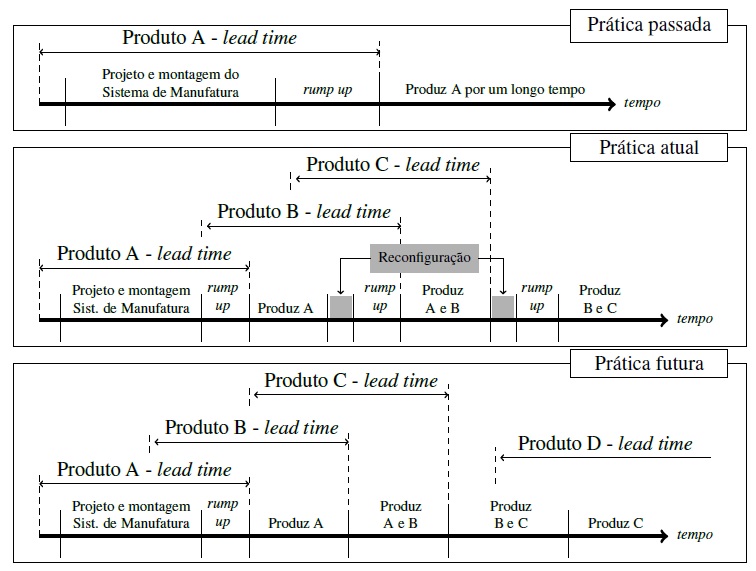 Prática passada
Produto A - lead time
Projeto e montagem do
Sistema de Manufatura
rump up
Produz A por um longo tempo
tempo
Prática atual
Produto C - lead time
Produto B - lead time
Produto A - lead time
Reconfiguração
Projeto e montagem
Sist. de Manufatura
rump
up
Produz A
rump
up
Produz
A e B
rump
up
Produz
B e C
tempo
Prática futura
Produto C - lead time
Produto B - lead time
Produto D - lead time
Produto A - lead time
Projeto e montagem
Sist. de Manufatura
rump
up
Produz A
Produz
A e B
Produz
B e C
Produz C
tempo